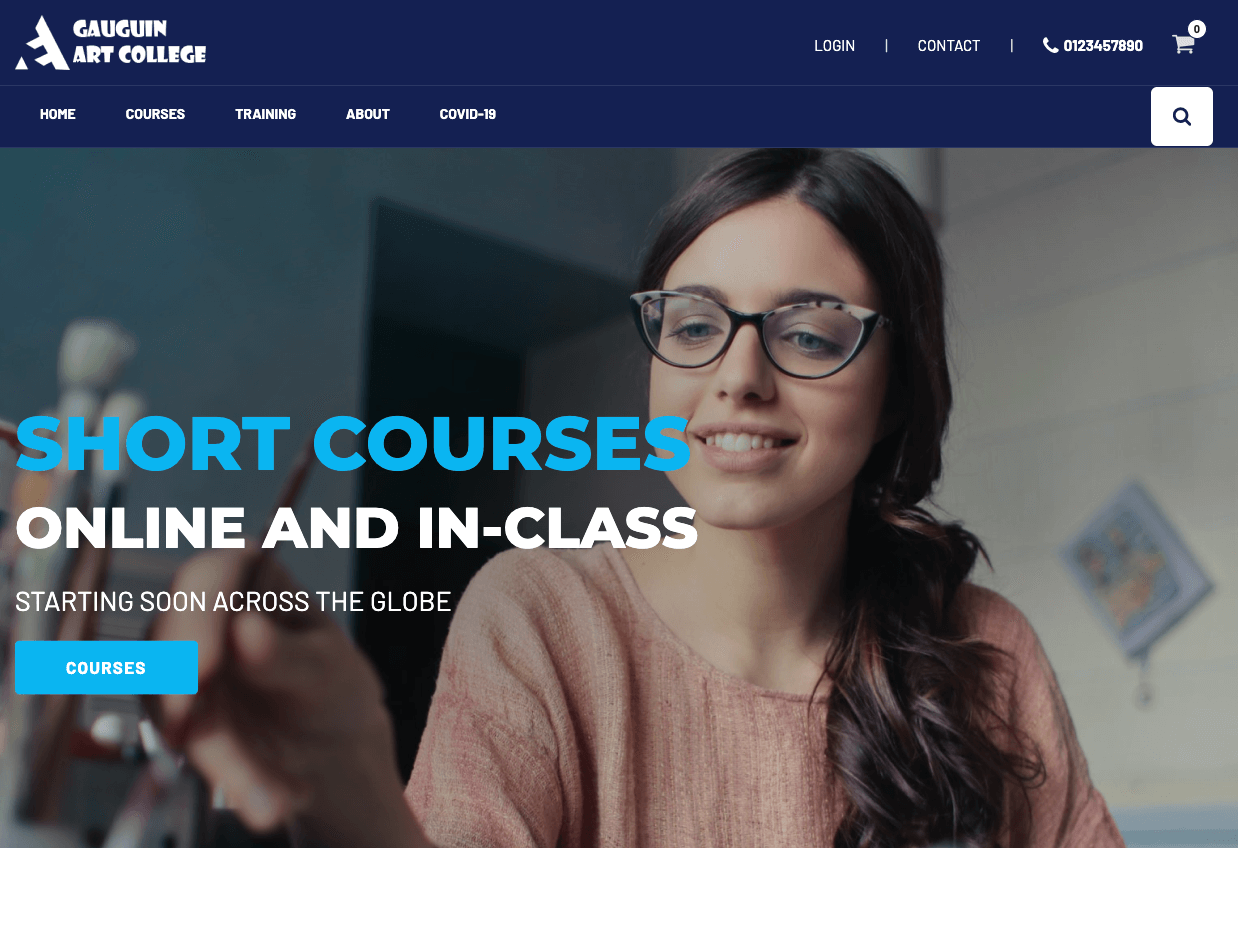 GAUGUIN
ART COLLEGE
LOGIN | CONTACT | 0123457890 0
HOME COURSES TRAINING ABOUT COVID-19
SHORT COURSES
ONLINE AND IN-CLASS
STARTING SOON ACROSS THE GLOBE
COURSES